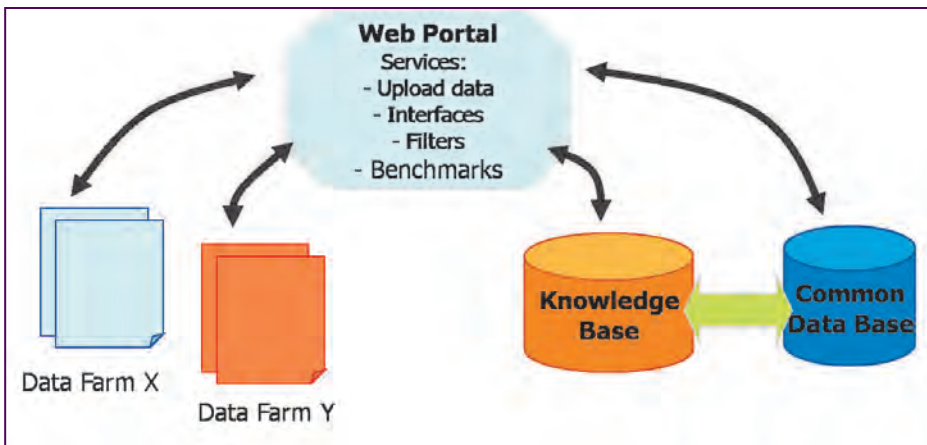 Web Portal
Services:
- Upload data
- Interfaces
- Filters
- Benchmarks
Data Farm X
Data Farm Y
Knowledge
Base
Common
Data Base